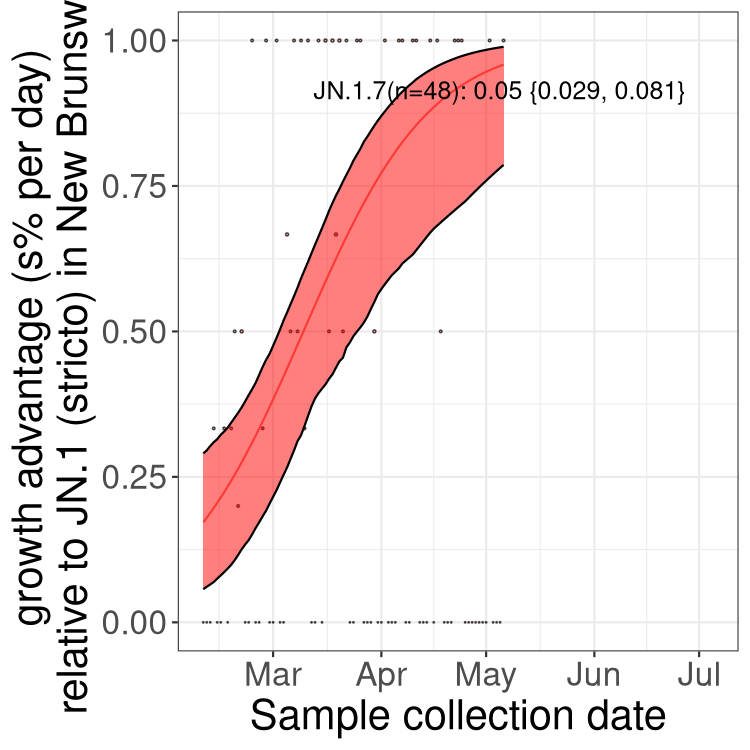 growth advantage (s% per day)
relative to JN.1 (stricto) in New Brunsw
1.00
0.75
0.50
0.25
0.00
JN.1.7(n=48): 0.05 {0.029, 0.081}
Mar Apr May Jun Jul
Sample collection date